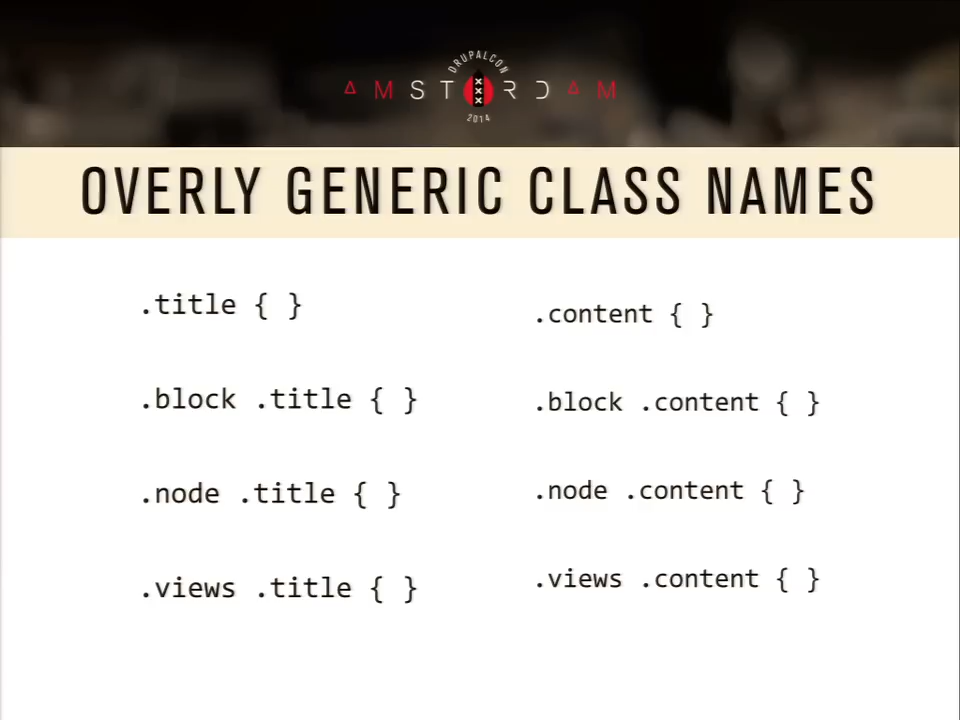 DRUPALCON
AMSTERDAM
2014
OVERLY GENERIC CLASS NAMES
.title { }
.block .title { }
.node .title { }
.views .title { }
.content { }
.block .content { }
.node .content { }
.views .content { }